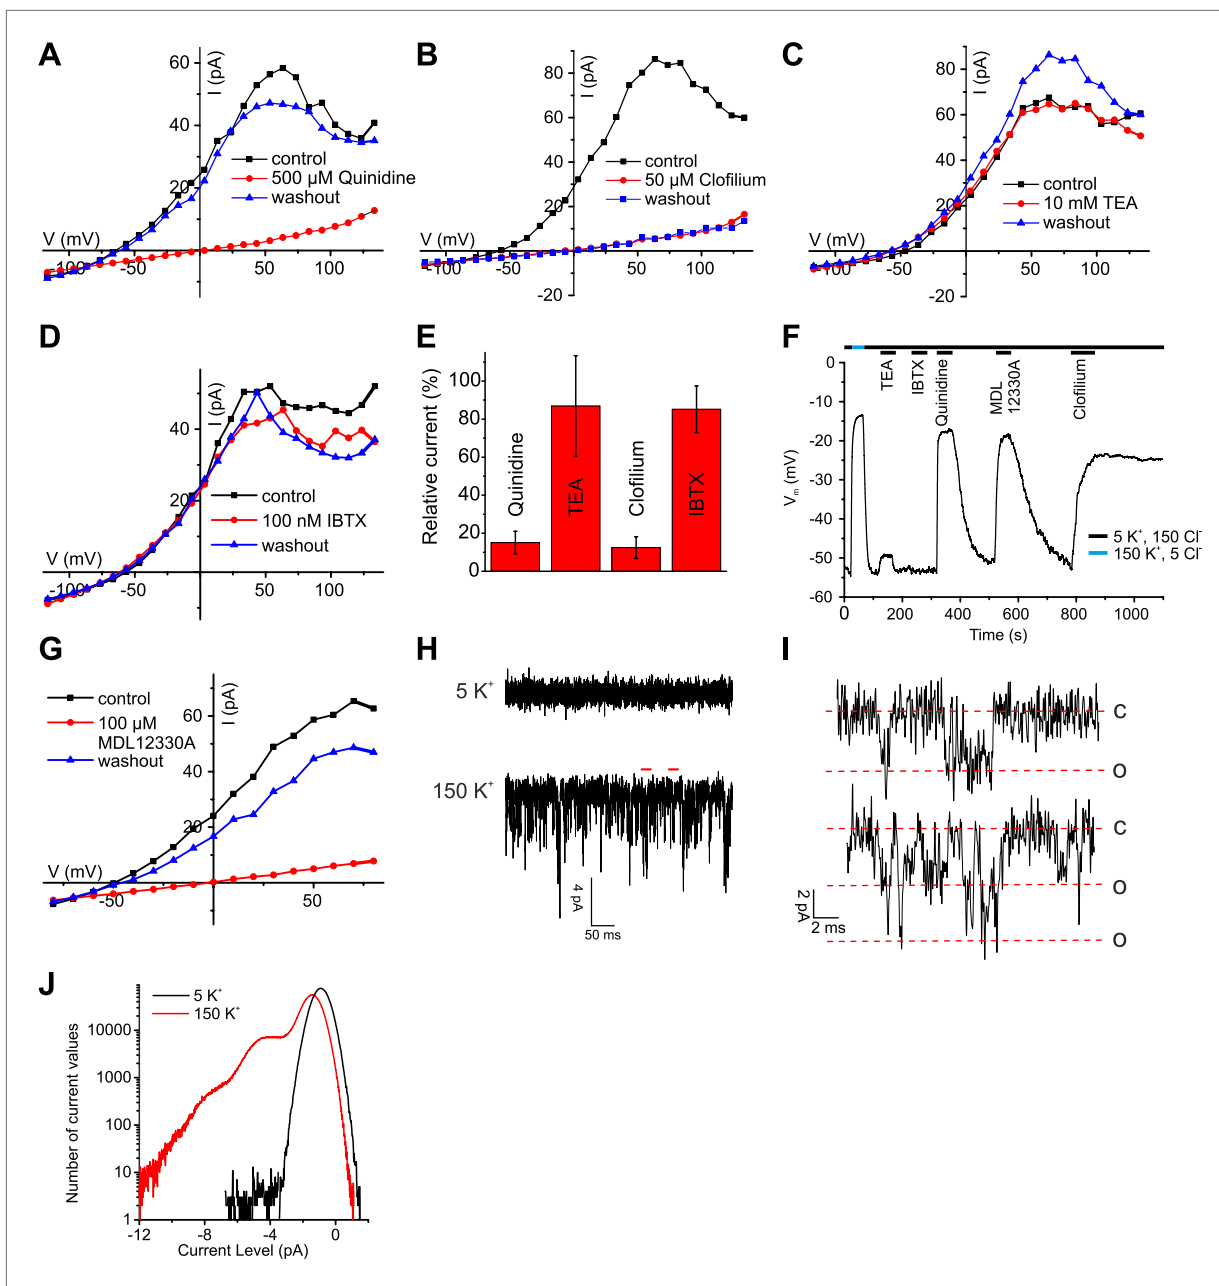 A
I (pA)
60
40
20
V (mV)
-100
-50
50
100
control
500 µM Quinidine
washout
B
I (pA)
80
60
40
20
-20
V (mV)
-100
-50
50
100
control
50 µM Clofilium
washout
C
I (pA)
100
80
60
40
20
-20
V (mV)
-100
-50
50
100
control
10 mM TEA
washout
D
I (pA)
40
20
V (mV)
-100
-50
50
100
control
100 nM IBTX
washout
E
Relative current (%)
100
80
60
40
20
0
Quinidine
TEA
Clofilium
IBTX
F
TEA
IBTX
Quinidine
MDL
12330A
Clofilium
-10
-20
-30
-40
-50
-60
Vm (mV)
5 K⁺, 150 Cl⁻
150 K⁺, 5 Cl⁻
0 200 400 600 800 1000
Time (s)
G
I (pA)
60
40
20
V (mV)
-50
50
control
100 µM
MDL12330A
washout
H
5 K⁺
150 K⁺
4 pA
50 ms
I
C
O
C
O
O
2 pA
2 ms
J
5 K⁺
150 K⁺
Number of current values
10000
1000
100
10
1
-12 -8 -4 0
Current Level (pA)